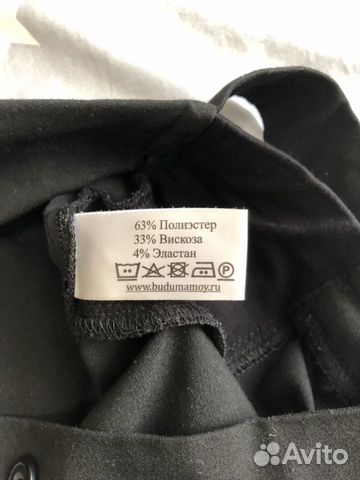 63% Полиэстер
33% Вискоза
4% Эластан
www.budumamoy.ru
Avito